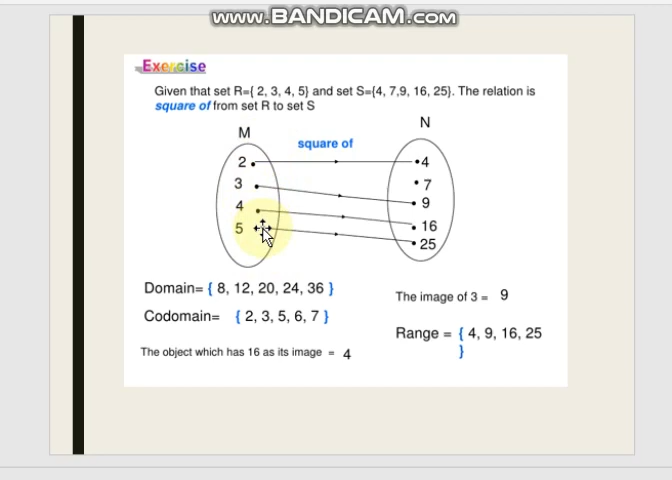 www.BANDICAM.com
Exercise
Given that set R={ 2, 3, 4, 5} and set S={4, 7,9, 16, 25}. The relation is
square of from set R to set S
M
N
square of
2
4
3
7
4
9
5
16
25
Domain= { 8, 12, 20, 24, 36 }
The image of 3 = 9
Codomain= { 2, 3, 5, 6, 7 }
Range = { 4, 9, 16, 25
}
The object which has 16 as its image = 4